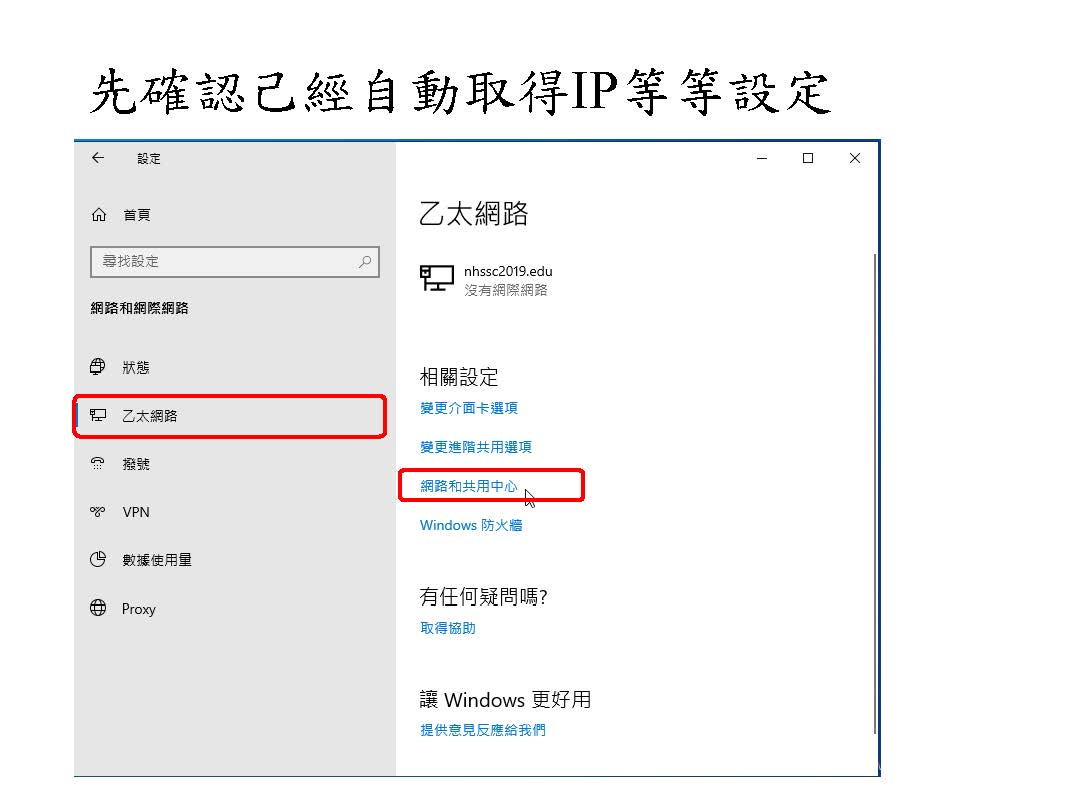 先確認己經自動取得IP等等設定
設定
首頁
尋找設定
網路和網際網路
狀態
乙太網路
撥號
VPN
數據使用量
Proxy
乙太網路
nhssc2019.edu
沒有網際網路
相關設定
變更介面卡選項
變更進階共用選項
網路和共用中心
Windows 防火牆
有任何疑問嗎?
取得協助
讓 Windows 更好用
提供意見反應給我們